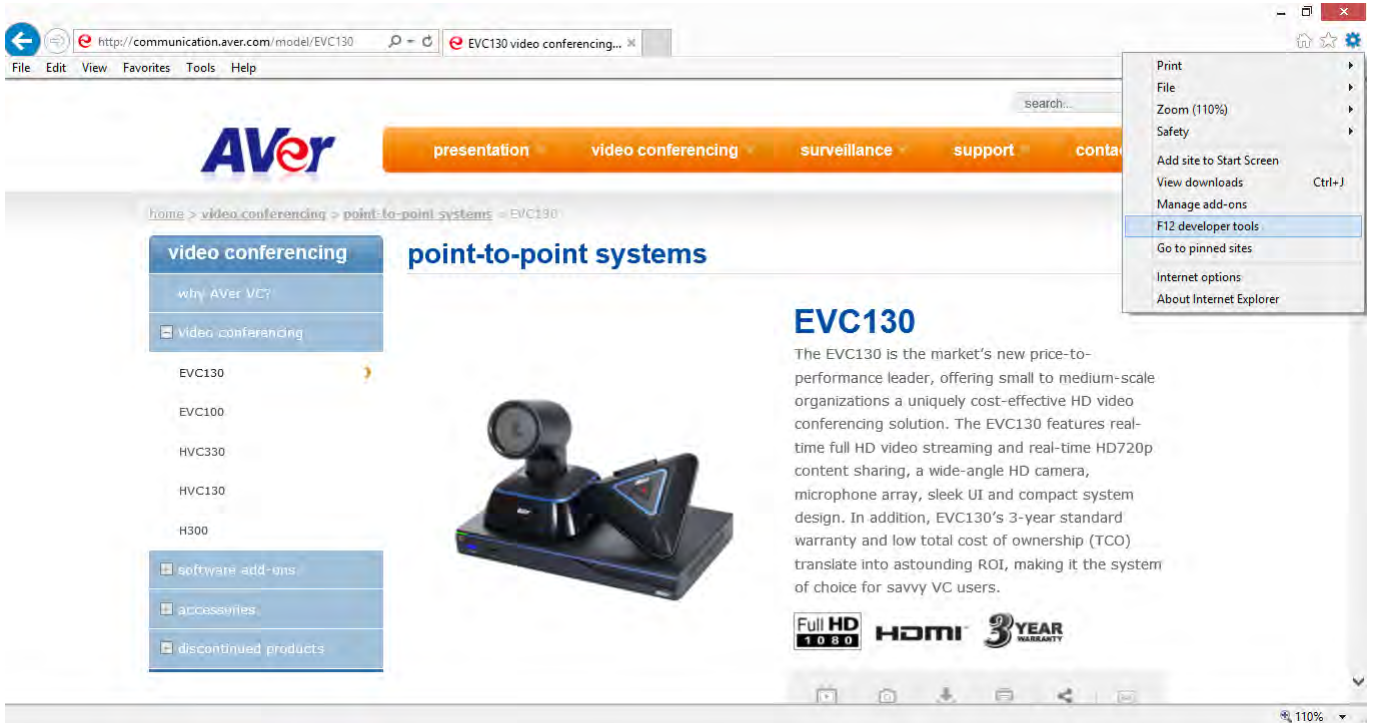 http://communication.aver.com/model/EVC130
EVC130 video conferencing...
File Edit View Favorites Tools Help
Print
File
Zoom (110%)
Safety
Add site to Start Screen
View downloads Ctrl+J
Manage add-ons
F12 developer tools
Go to pinned sites
Internet options
About Internet Explorer
search...
AVer
presentation video conferencing surveillance support conta
home > video conferencing > point-to-point systems > EVC130
video conferencing
why AVer VC?
video conferencing
EVC130
EVC100
HVC330
HVC130
H300
software add-ons
accessories
discontinued products
point-to-point systems
EVC130
The EVC130 is the market's new price-to-
performance leader, offering small to medium-scale
organizations a uniquely cost-effective HD video
conferencing solution. The EVC130 features real-
time full HD video streaming and real-time HD720p
content sharing, a wide-angle HD camera,
microphone array, sleek UI and compact system
design. In addition, EVC130's 3-year standard
warranty and low total cost of ownership (TCO)
translate into astounding ROI, making it the system
of choice for savvy VC users.
Full HD
1080
HDMI
3 YEAR
WARRANTY
110%